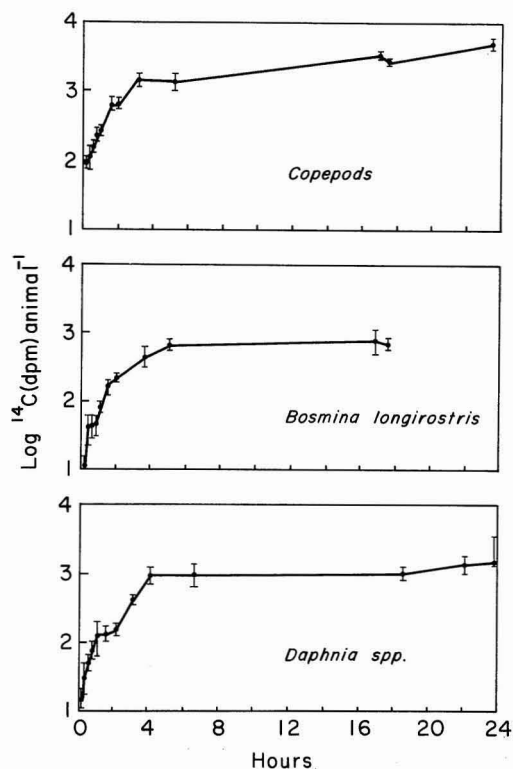 Log ¹⁴C(dpm)animal⁻¹
4
3
2
1
Copepods
4
3
2
1
Bosmina longirostris
4
3
2
1
Daphnia spp.
0 4 8 12 16 20 24
Hours